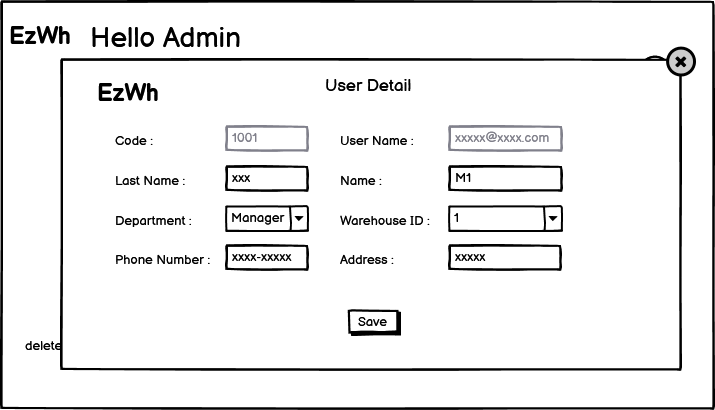 EzWh Hello Admin
EzWh
User Detail
Code : 1001 User Name : xxxxx@xxxx.com
Last Name : xxx Name : M1
Department : Manager Warehouse ID : 1
Phone Number : xxxx-xxxxx Address : xxxxx
Save
delete